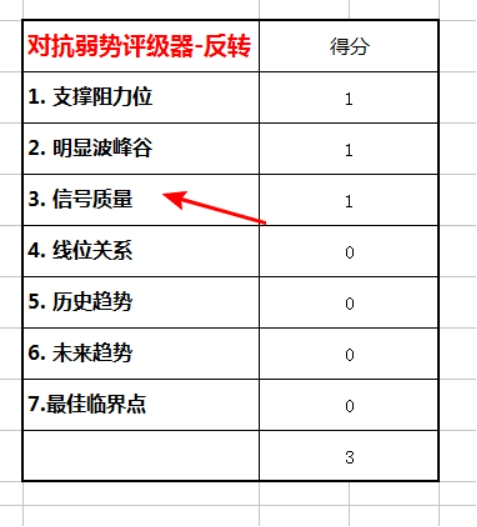 对抗弱势评级器-反转 得分
1. 支撑阻力位 1
2. 明显波峰谷 1
3. 信号质量 1
4. 线位关系 0
5. 历史趋势 0
6. 未来趋势 0
7.最佳临界点 0
3